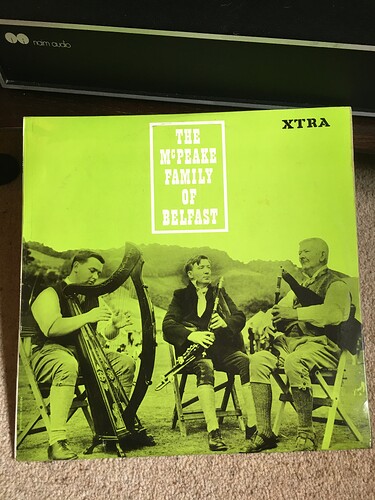 naim audio
XTRA
THE
McPEAKE
FAMILY
OF
BELFAST